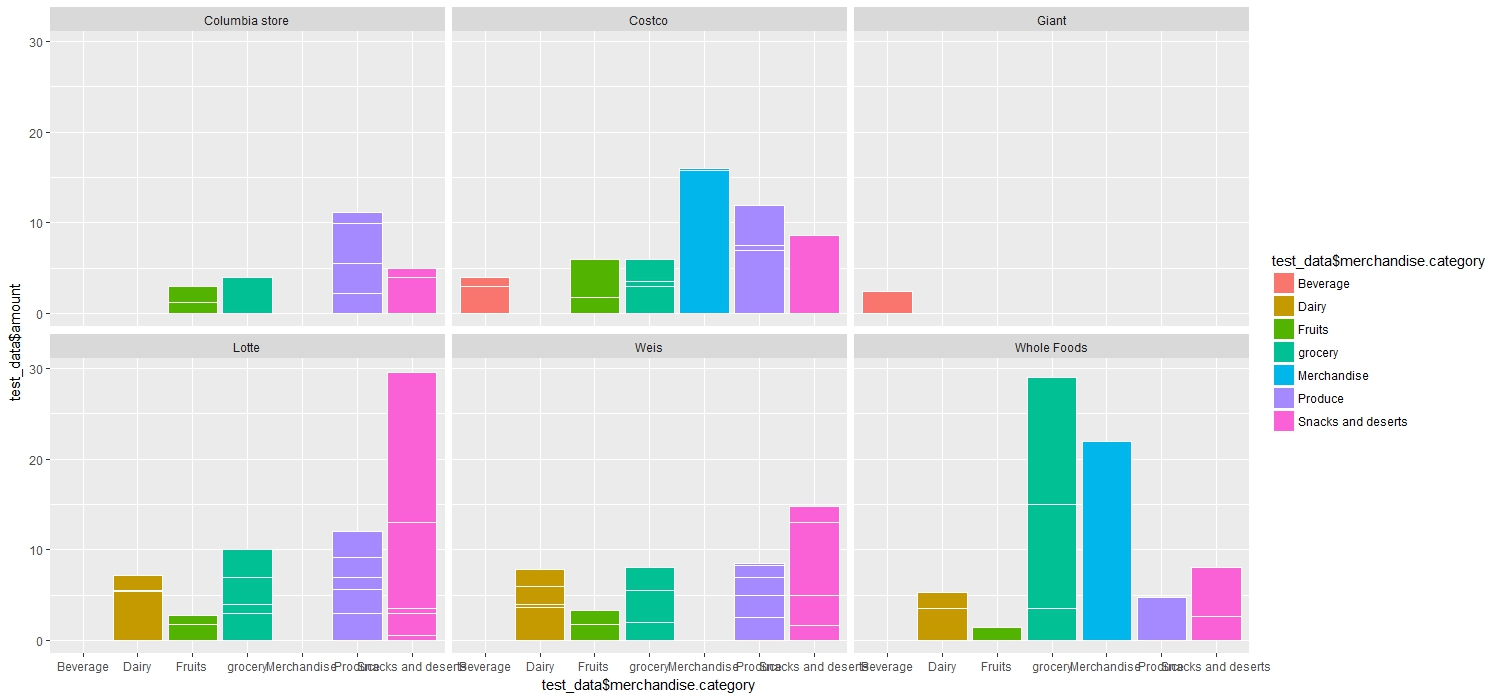 Columbia store Costco Giant
30
20
10
0
Lotte Weis Whole Foods
30
20
10
0
test_data$amount
Beverage Dairy Fruits grocery Merchandise Produce Snacks and deserts Beverage Dairy Fruits grocery Merchandise Produce Snacks and deserts Beverage Dairy Fruits grocery Merchandise Produce Snacks and deserts
test_data$merchandise.category
test_data$merchandise.category
Beverage
Dairy
Fruits
grocery
Merchandise
Produce
Snacks and deserts